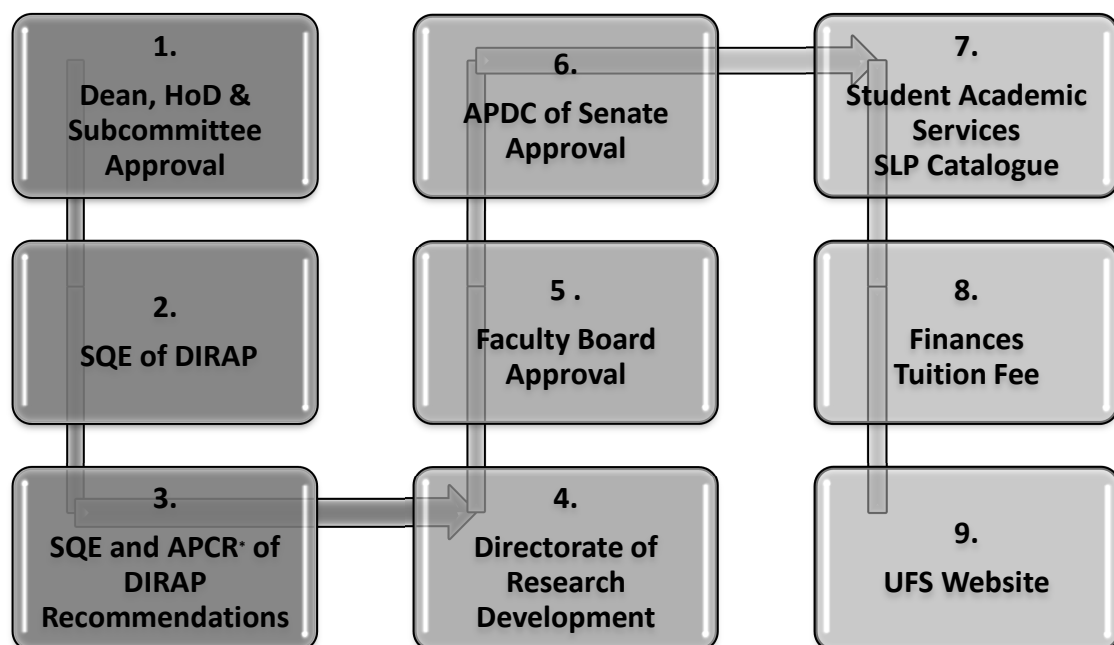 1.
Dean, HoD &
Subcommittee
Approval
2.
SQE of DIRAP
3.
SQE and APCR* of
DIRAP
Recommendations
4.
Directorate of
Research
Development
5 .
Faculty Board
Approval
6.
APDC of Senate
Approval
7.
Student Academic
Services
SLP Catalogue
8.
Finances
Tuition Fee
9.
UFS Website